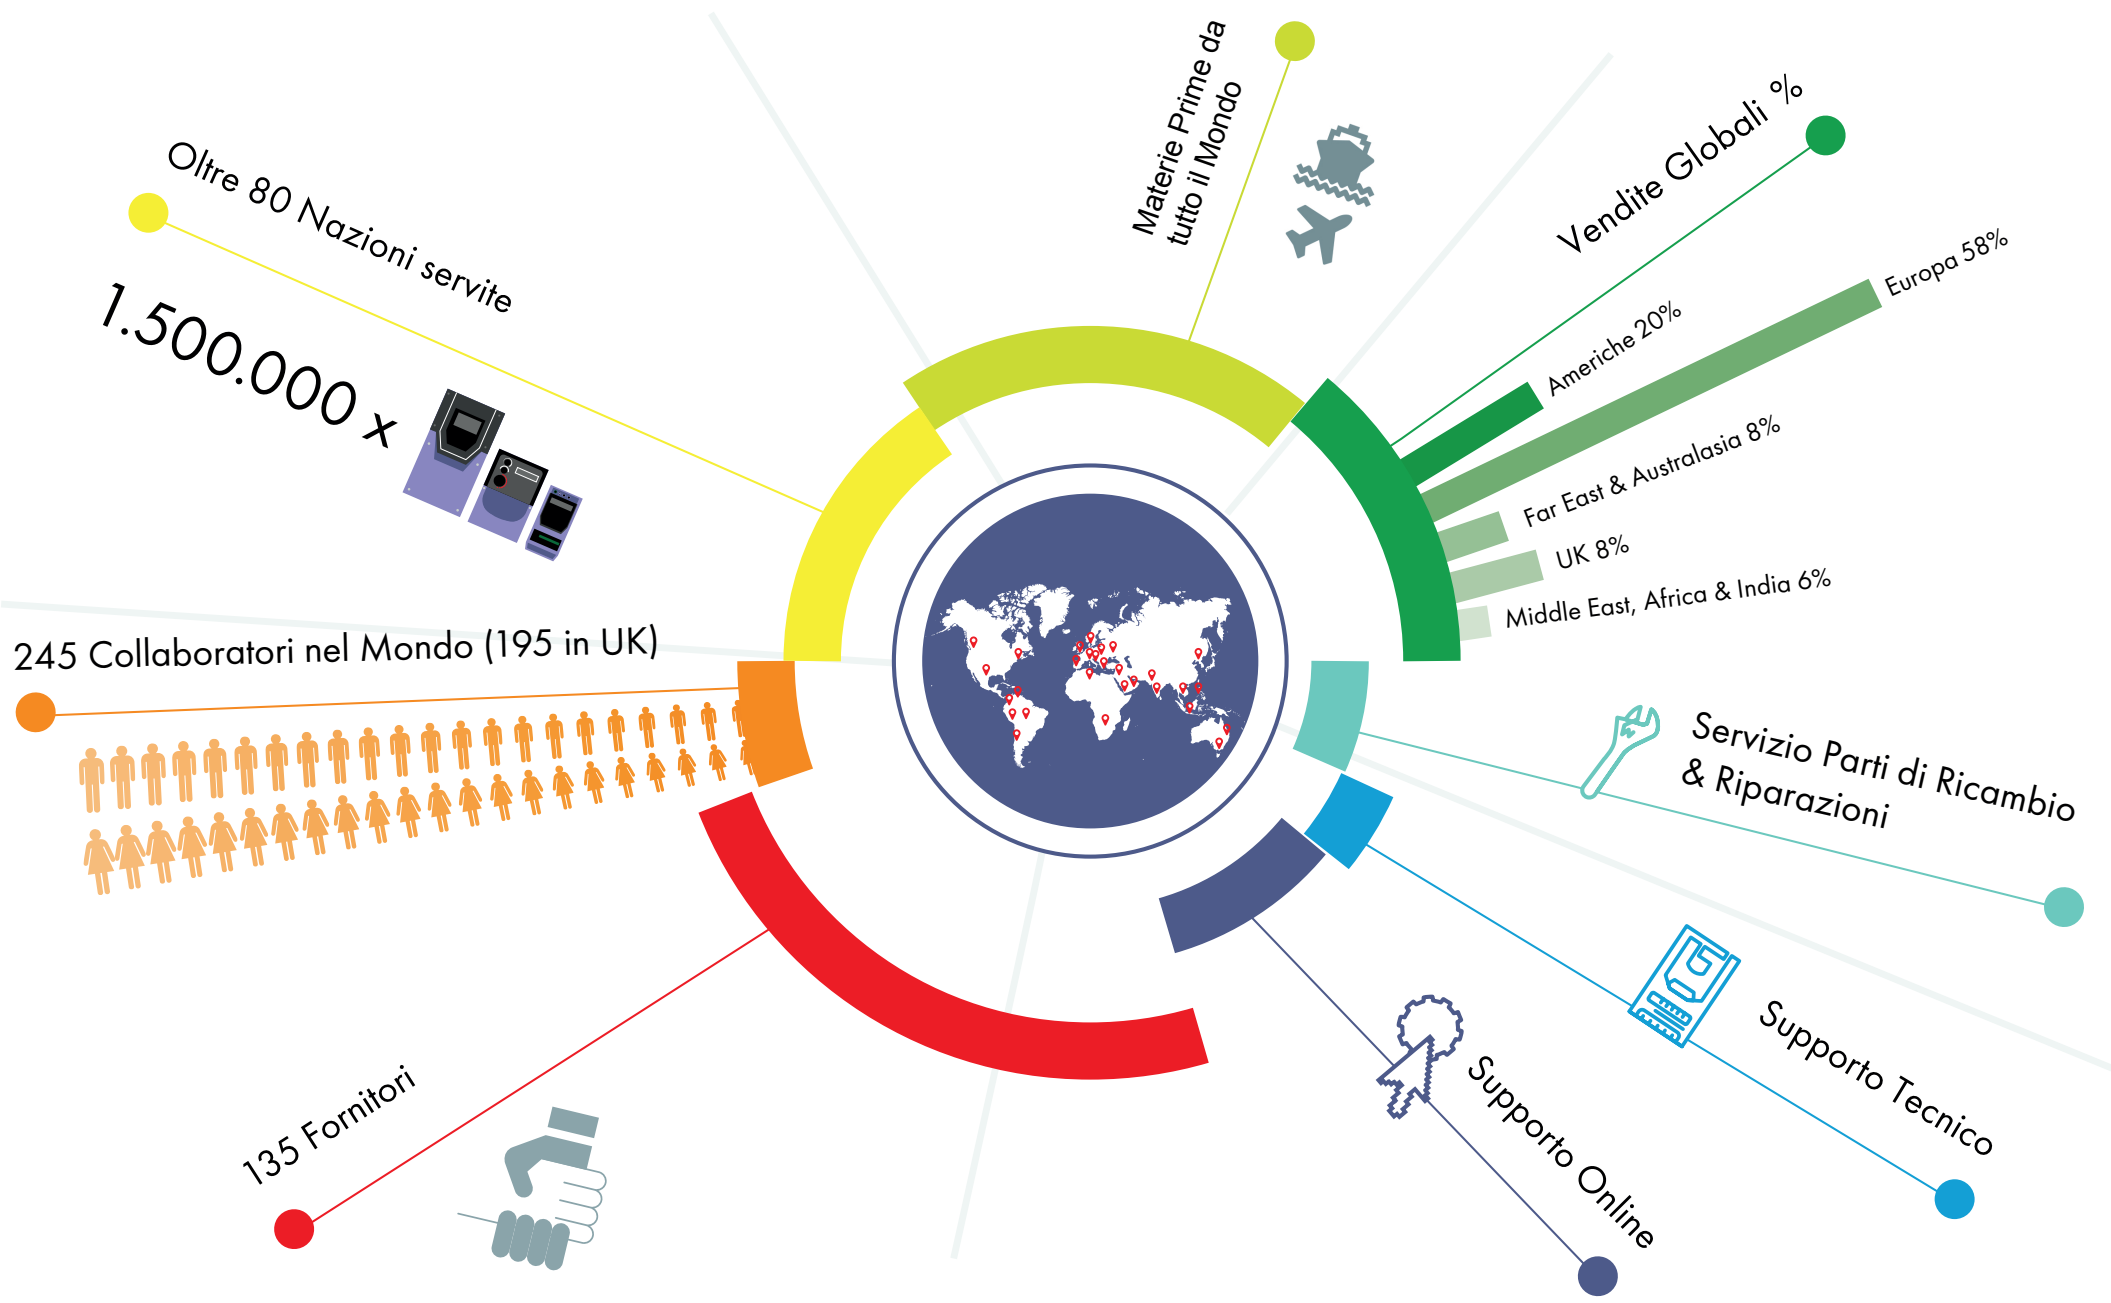 Oltre 80 Nazioni servite
1.500.000 x
Materie Prime da
tutto il Mondo
Vendite Globali %
Europa 58%
Americhe 20%
Far East & Australasia 8%
UK 8%
Middle East, Africa & India 6%
245 Collaboratori nel Mondo (195 in UK)
Servizio Parti di Ricambio
& Riparazioni
Supporto Tecnico
Supporto Online
135 Fornitori